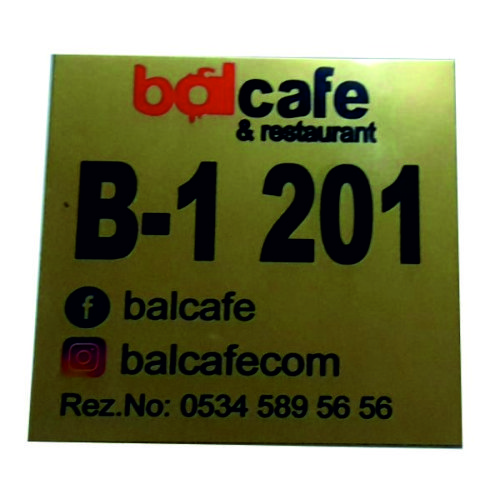 balcafe
& restaurant
B-1 201
balcafe
balcafecom
Rez.No: 0534 589 56 56